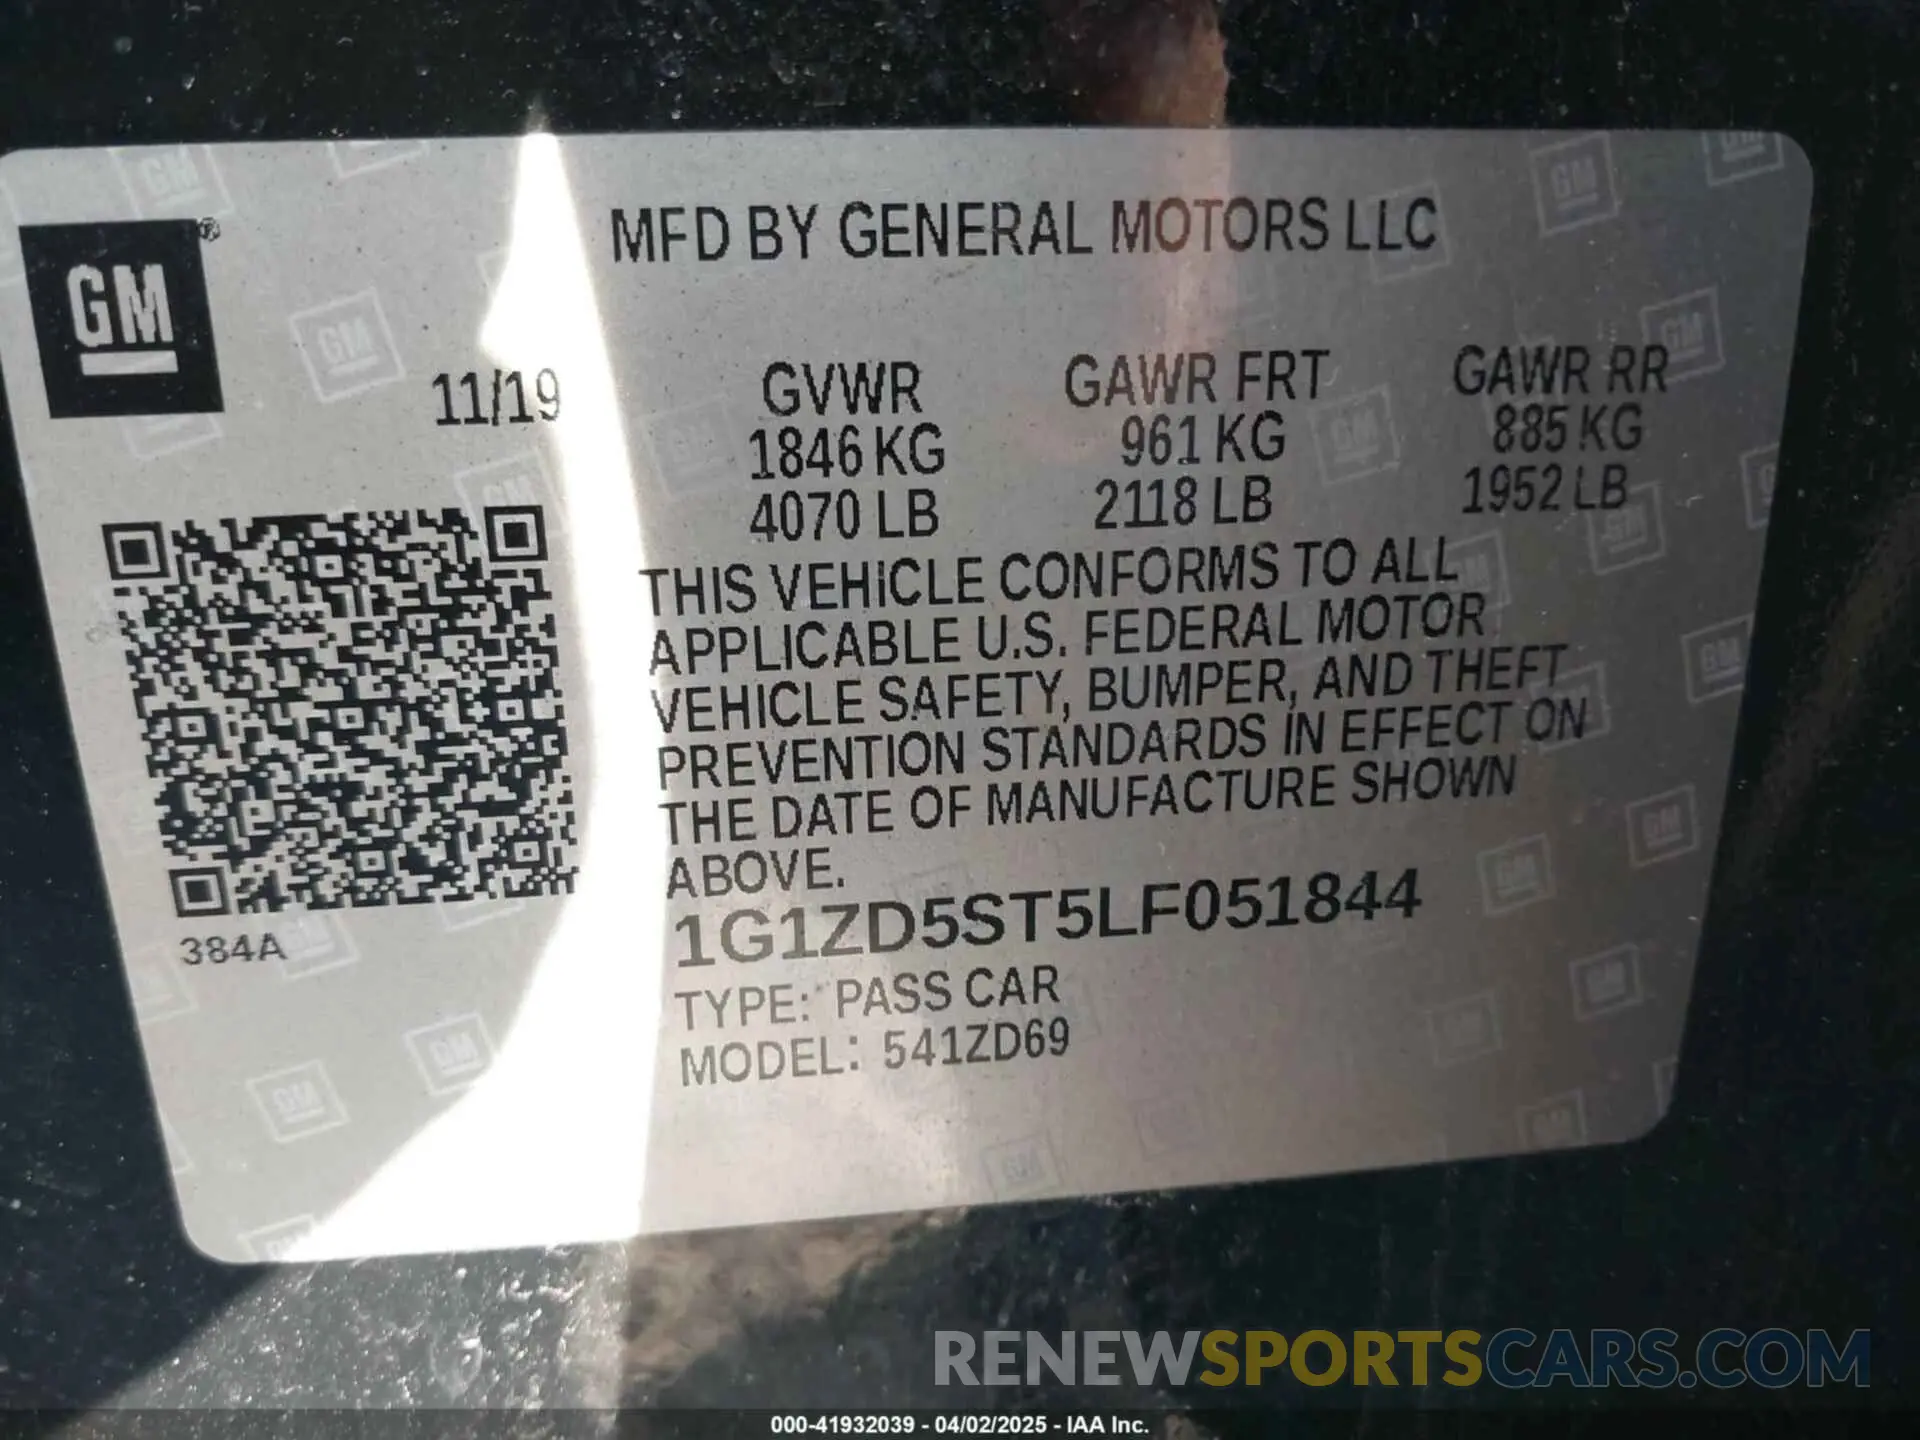 MFD BY GENERAL MOTORS LLC
GM®
11/19
GVWR GAWR FRT GAWR RR
1846 KG 961 KG 885 KG
4070 LB 2118 LB 1952 LB
THIS VEHICLE CONFORMS TO ALL
APPLICABLE U.S. FEDERAL MOTOR
VEHICLE SAFETY, BUMPER, AND THEFT
PREVENTION STANDARDS IN EFFECT ON
THE DATE OF MANUFACTURE SHOWN
ABOVE.
384A
1G1ZD5ST5LF051844
TYPE: PASS CAR
MODEL: 541ZD69
RENEWSPORTSCARS.COM
000-41932039 - 04/02/2025 - IAA Inc.